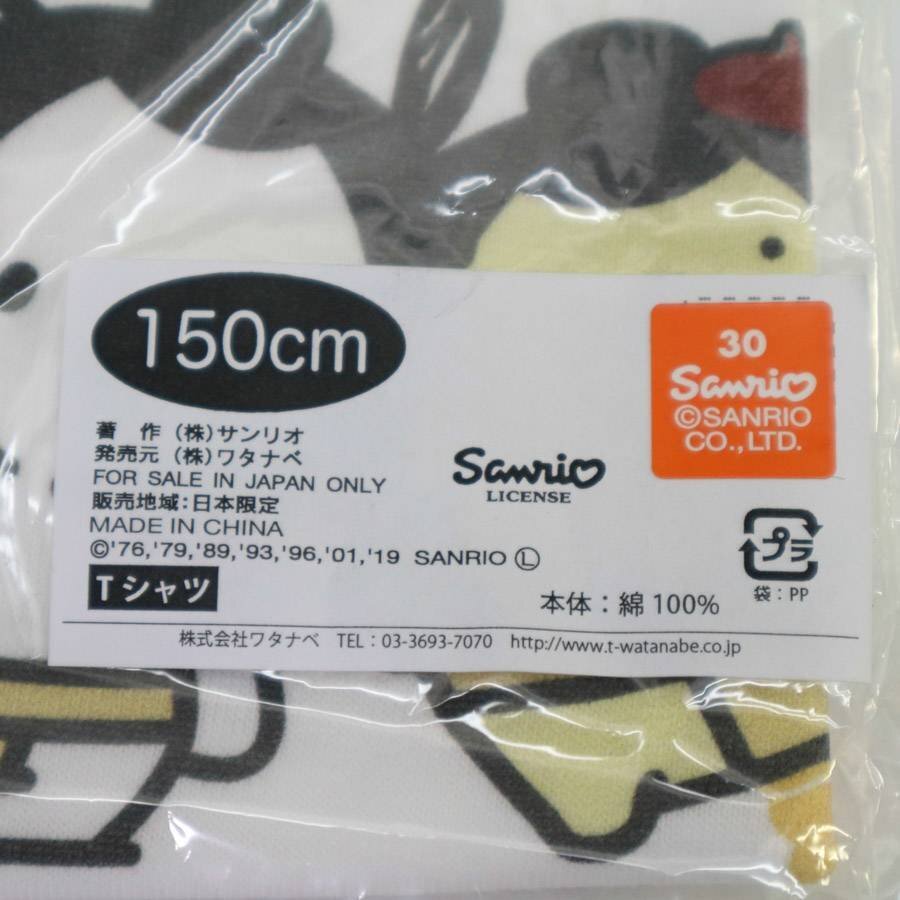 150cm
30
Sanrio
©SANRIO
CO.,LTD.
著 作 (株)サンリオ
発売元 (株)ワタナベ
FOR SALE IN JAPAN ONLY
販売地域:日本限定
MADE IN CHINA
©'76,'79,'89,'93,'96,'01,'19 SANRIO Ⓛ
Sanrio
LICENSE
Tシャツ
本体:綿100%
プラ
袋:PP
株式会社ワタナベ TEL:03-3693-7070 http://www.t-watanabe.co.jp